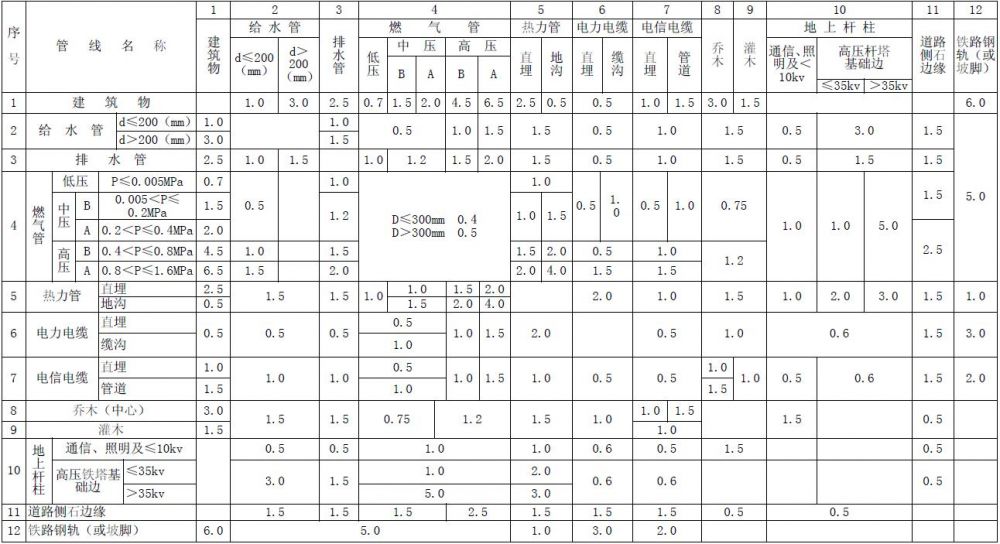 1 2 3 4 5 6 7 8 9 10 11 12
序号 管 线 名 称 建筑物 给 水 管 排水管 燃 气 管 热力管 电力电缆 电信电缆 乔木 灌木 地 上 杆 柱 道路侧石边缘 铁路钢轨(或坡脚)
d≤200(mm) d>200(mm) 低压 中 压 高 压 直埋 地沟 直埋 缆沟 直埋 管道 通信、照明及<10kv 高压杆塔基础边
B A B A ≤35kv >35kv
1 建 筑 物 1.0 3.0 2.5 0.7 1.5 2.0 4.5 6.5 2.5 0.5 0.5 1.0 1.5 3.0 1.5 6.0
2 给 水 管 d≤200(mm) 1.0 1.0 0.5 1.0 1.5 1.5 0.5 1.0 1.5 0.5 3.0 1.5
d>200(mm) 3.0 1.5
3 排 水 管 2.5 1.0 1.5 1.0 1.2 1.5 2.0 1.5 0.5 1.0 1.5 0.5 1.5 1.5
4 燃气管 低压 P≤0.005MPa 0.7 0.5 1.0 D≤300mm 0.4 1.0 0.5 1.0 0.5 1.0 0.75 1.0 1.0 5.0 1.5 5.0
中压 B 0.005<P≤0.2MPa 1.5 1.2 D>300mm 0.5 1.0 1.5
A 0.2<P≤0.4MPa 2.0
高压 B 0.4<P≤0.8MPa 4.5 1.0 1.5 1.5 2.0 0.5 1.0 1.2 2.5
A 0.8<P≤1.6MPa 6.5 1.5 2.0 2.0 4.0 1.5 1.5
5 热力管 直埋 2.5 1.5 1.5 1.0 1.0 1.5 2.0 2.0 1.0 1.5 1.0 2.0 3.0 1.5 1.0
地沟 0.5 1.5 2.0 4.0
6 电力电缆 直埋 0.5 0.5 0.5 0.5 1.0 1.5 2.0 0.5 1.0 0.6 1.5 3.0
缆沟 1.0
7 电信电缆 直埋 1.0 1.0 1.0 0.5 1.0 1.5 1.0 0.5 0.5 1.0 1.0 0.5 0.6 1.5 2.0
管道 1.5 1.0 1.5
8 乔木(中心) 3.0 1.5 1.5 0.75 1.2 1.5 1.0 1.0 1.5 1.5 0.5
9 灌木 1.5 1.0
10 地上杆柱 通信、照明及≤10kv 0.5 0.5 1.0 1.0 0.6 0.5 1.5 0.5
高压铁塔基础边 ≤35kv 3.0 1.5 1.0 2.0 0.6 0.6 0.5
>35kv 5.0 3.0
11 道路侧石边缘 1.5 1.5 1.5 2.5 1.5 1.5 1.5 0.5 0.5
12 铁路钢轨(或坡脚) 6.0 5.0 1.0 3.0 2.0